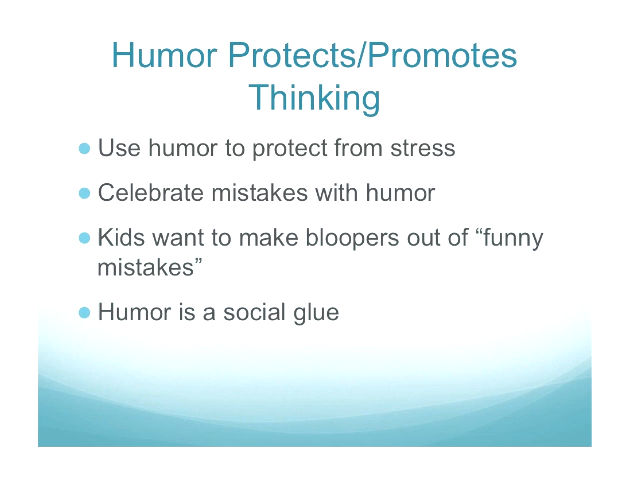 Humor Protects/Promotes
Thinking
● Use humor to protect from stress
● Celebrate mistakes with humor
● Kids want to make bloopers out of “funny
mistakes”
● Humor is a social glue